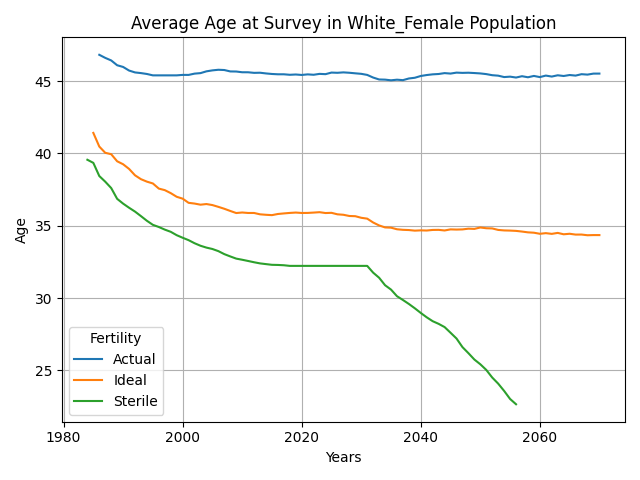 Average Age at Survey in White_Female Population
Age
45
40
35
30
25
Fertility
Actual
Ideal
Sterile
1980
2000
2020
2040
2060
Years